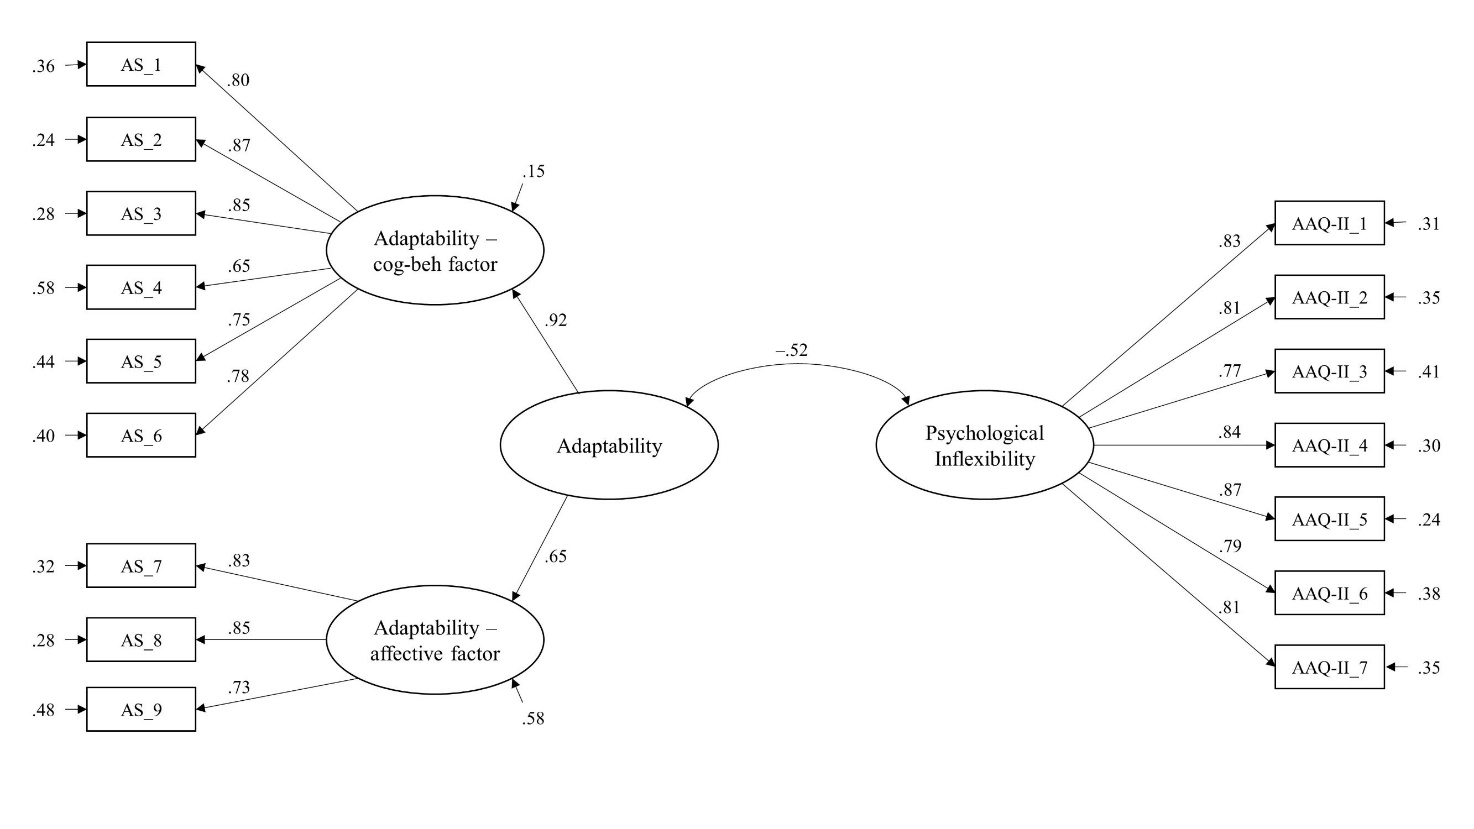 .36
AS_1
.80
.24
AS_2
.87
.28
AS_3
.85
.58
AS_4
.65
.44
AS_5
.75
.40
AS_6
.78
.15
Adaptability –
cog-beh factor
.92
–.52
Adaptability
Psychological
Inflexibility
.65
.32
AS_7
.83
.28
AS_8
.85
.48
AS_9
.73
Adaptability –
affective factor
.58
.83
AAQ-II_1
.31
.81
AAQ-II_2
.35
.77
AAQ-II_3
.41
.84
AAQ-II_4
.30
.87
AAQ-II_5
.24
.79
AAQ-II_6
.38
.81
AAQ-II_7
.35